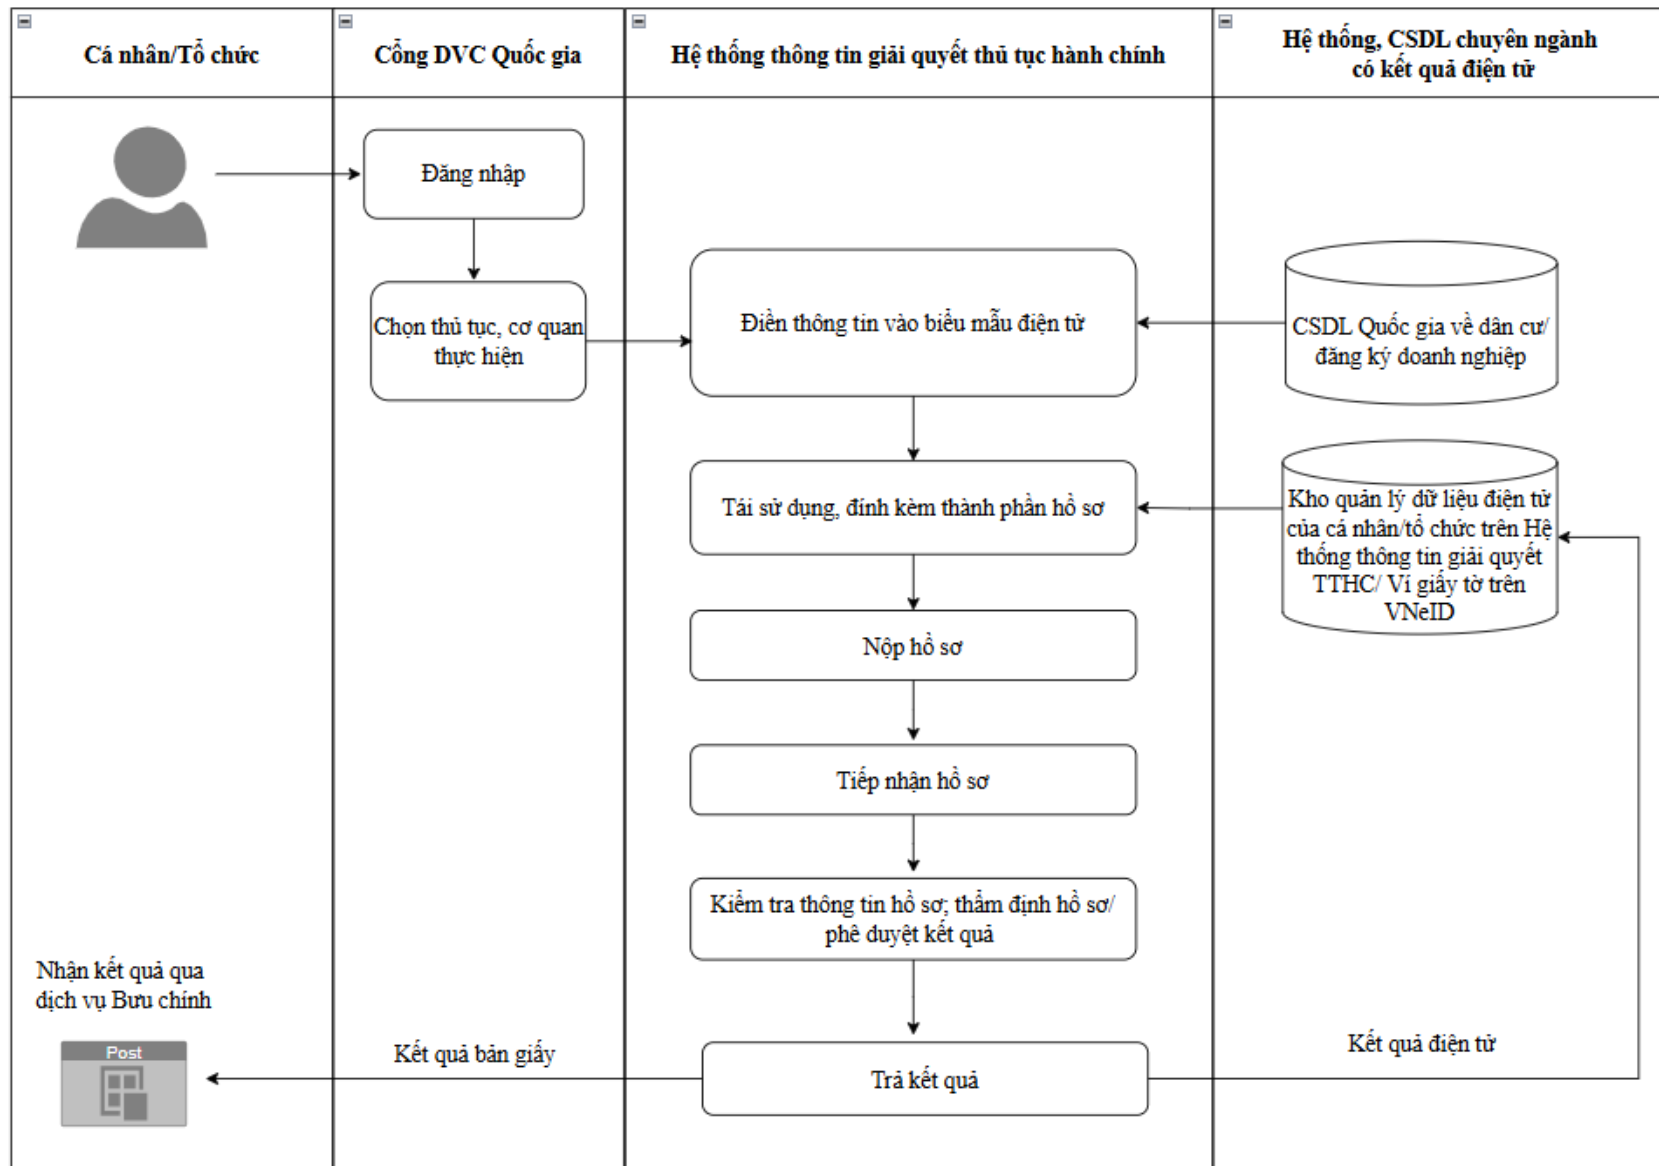 Cá nhân/Tổ chức
Cổng DVC Quốc gia
Hệ thống thông tin giải quyết thủ tục hành chính
Hệ thống, CSDL chuyên ngành
có kết quả điện tử
Đăng nhập
Chọn thủ tục, cơ quan
thực hiện
Điền thông tin vào biểu mẫu điện tử
CSDL Quốc gia về dân cư/
đăng ký doanh nghiệp
Tái sử dụng, đính kèm thành phần hồ sơ
Kho quản lý dữ liệu điện tử
của cá nhân/tổ chức trên Hệ
thống thông tin giải quyết
TTHC/ Ví giấy tờ trên
VNeID
Nộp hồ sơ
Tiếp nhận hồ sơ
Kiểm tra thông tin hồ sơ; thẩm định hồ sơ/
phê duyệt kết quả
Nhận kết quả qua
dịch vụ Bưu chính
Post
Kết quả bản giấy
Trả kết quả
Kết quả điện tử